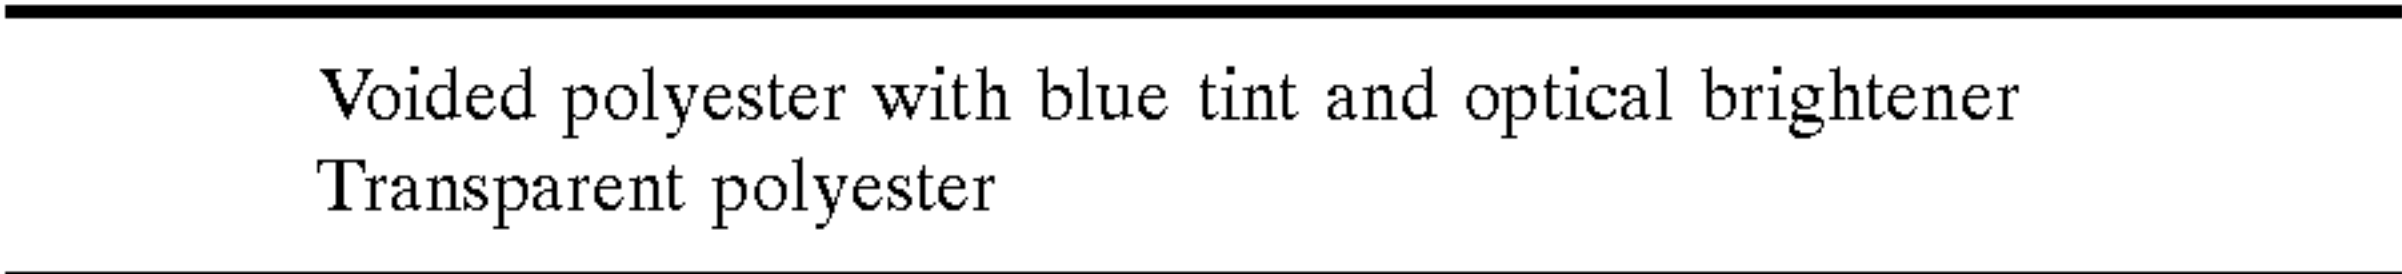 Voided polyester with blue tint and optical brightener
Transparent polyester